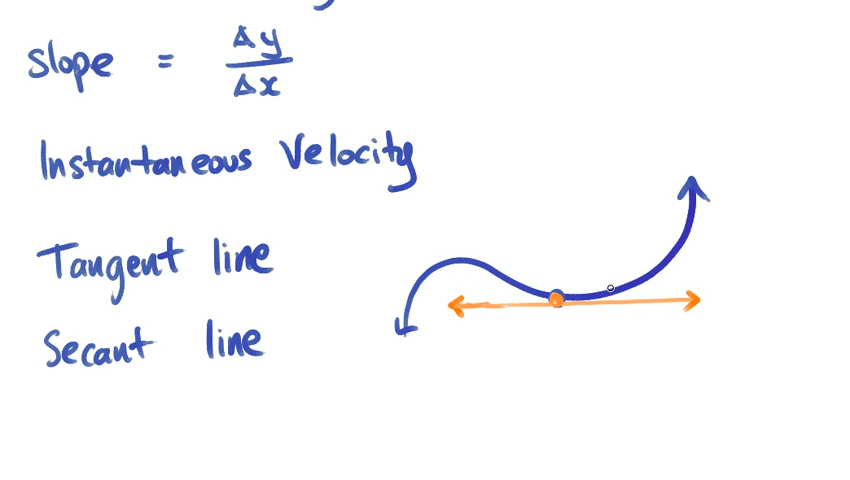 Slope = Δy/Δx
Instantaneous Velocity
Tangent line
Secant line